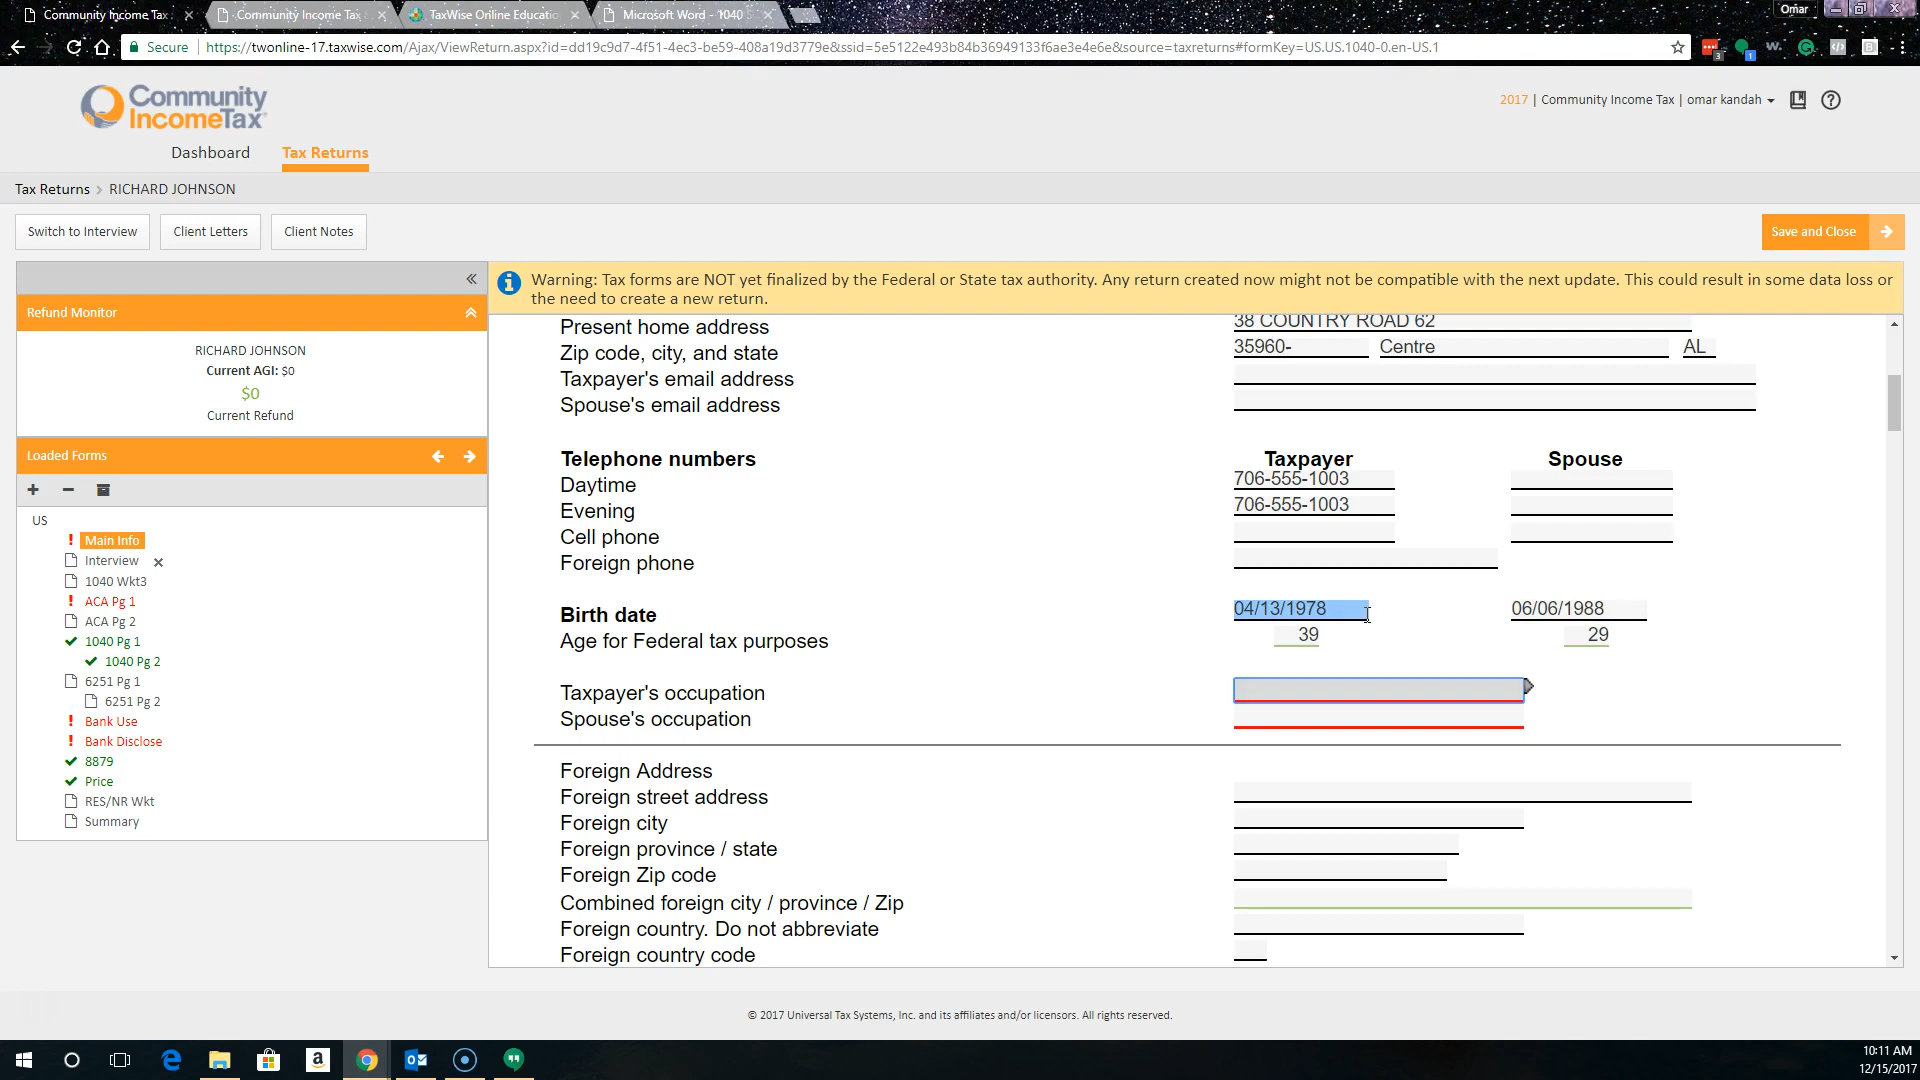 Community Income Tax
Community Income Tax
TaxWise Online Educatio
Microsoft Word - 1040 S
Omar
Secure
https://twonline-17.taxwise.com/Ajax/ViewReturn.aspx?id=dd19c9d7-4f51-4ec3-be59-408a19d3779e&ssid=5e5122e493b84b36949133f6ae3e4e6e&source=taxreturns#formKey=US.US.1040-0.en-US.1
Community
IncomeTax
2017 | Community Income Tax | omar kandah
Dashboard
Tax Returns
Tax Returns > RICHARD JOHNSON
Switch to Interview
Client Letters
Client Notes
Save and Close
Warning: Tax forms are NOT yet finalized by the Federal or State tax authority. Any return created now might not be compatible with the next update. This could result in some data loss or
the need to create a new return.
Refund Monitor
RICHARD JOHNSON
Current AGI: $0
$0
Current Refund
Loaded Forms
US
! Main Info
Interview
1040 Wkt3
! ACA Pg 1
ACA Pg 2
1040 Pg 1
1040 Pg 2
6251 Pg 1
6251 Pg 2
! Bank Use
! Bank Disclose
8879
Price
RES/NR Wkt
Summary
Present home address 38 COUNTRY ROAD 62
Zip code, city, and state 35960- Centre AL
Taxpayer's email address
Spouse's email address
Telephone numbers Taxpayer Spouse
Daytime 706-555-1003
Evening 706-555-1003
Cell phone
Foreign phone
Birth date 04/13/1978 06/06/1988
Age for Federal tax purposes 39 29
Taxpayer's occupation
Spouse's occupation
Foreign Address
Foreign street address
Foreign city
Foreign province / state
Foreign Zip code
Combined foreign city / province / Zip
Foreign country. Do not abbreviate
Foreign country code
© 2017 Universal Tax Systems, Inc. and its affiliates and/or licensors. All rights reserved.
10:11 AM
12/15/2017